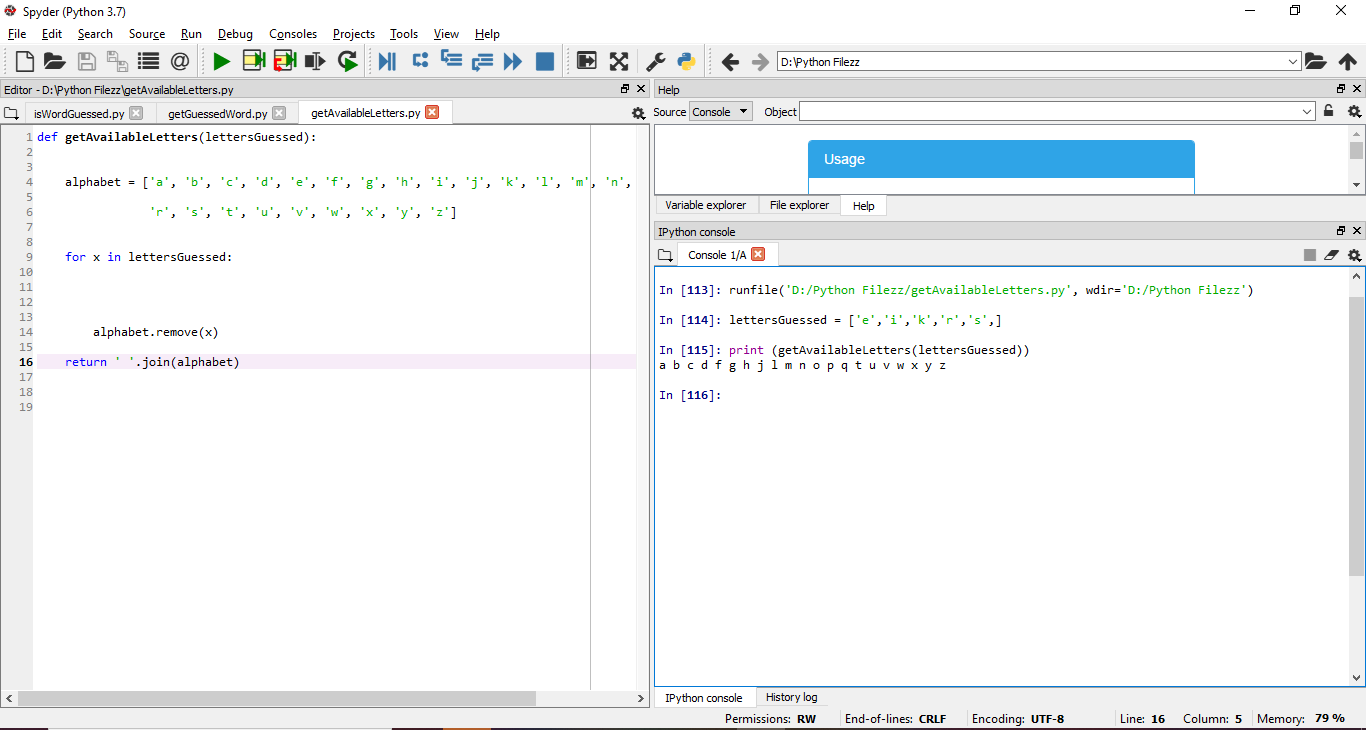 Spyder (Python 3.7)
File Edit Search Source Run Debug Consoles Projects Tools View Help
D:\Python Filezz
Editor - D:\Python Filezz\getAvailableLetters.py
isWordGuessed.py getGuessedWord.py getAvailableLetters.py
1 def getAvailableLetters(lettersGuessed):
2
3
4 alphabet = ['a', 'b', 'c', 'd', 'e', 'f', 'g', 'h', 'i', 'j', 'k', 'l', 'm', 'n',
5
6 'r', 's', 't', 'u', 'v', 'w', 'x', 'y', 'z']
7
8
9 for x in lettersGuessed:
10
11
12
13
14 alphabet.remove(x)
15
16 return ' '.join(alphabet)
17
18
19
Help
Source Console Object
Usage
Variable explorer File explorer Help
IPython console
Console 1/A
In [113]: runfile('D:/Python Filezz/getAvailableLetters.py', wdir='D:/Python Filezz')
In [114]: lettersGuessed = ['e','i','k','r','s',]
In [115]: print (getAvailableLetters(lettersGuessed))
a b c d f g h j l m n o p q t u v w x y z
In [116]:
IPython console History log
Permissions: RW End-of-lines: CRLF Encoding: UTF-8 Line: 16 Column: 5 Memory: 79 %